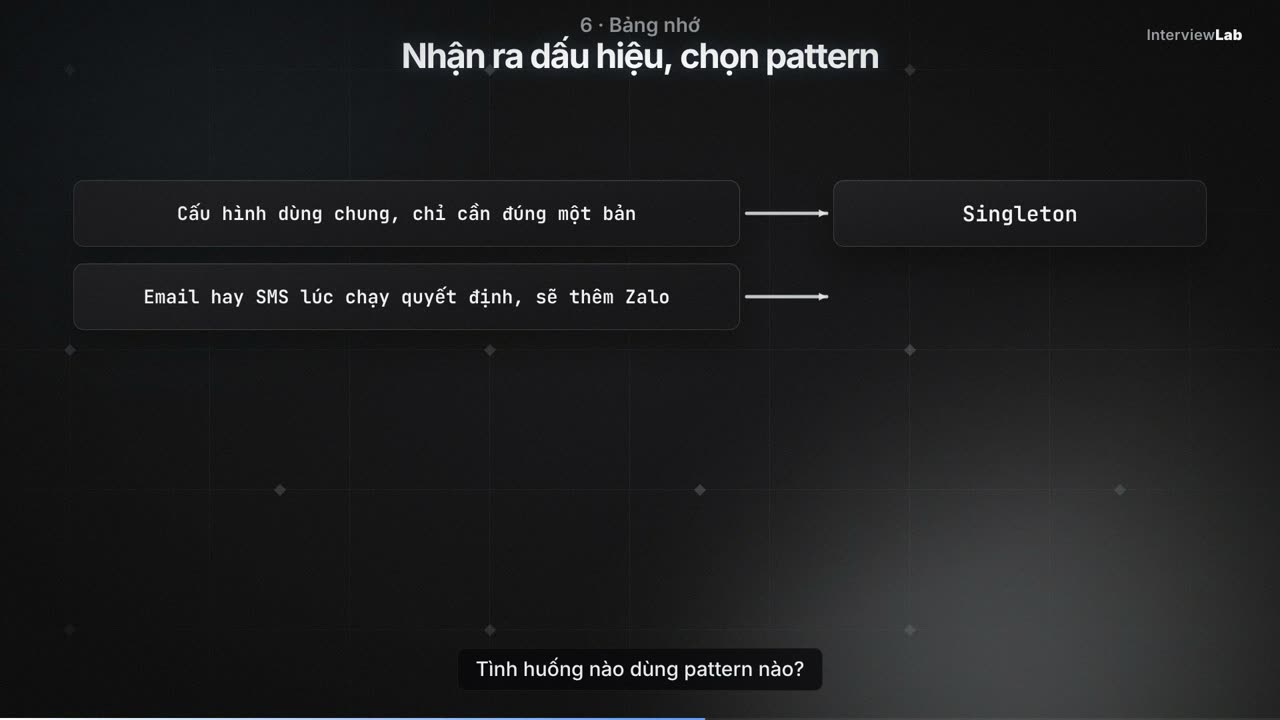 6 · Bảng nhớ
Nhận ra dấu hiệu, chọn pattern
InterviewLab
Cấu hình dùng chung, chỉ cần đúng một bản
Singleton
Email hay SMS lúc chạy quyết định, sẽ thêm Zalo
Tình huống nào dùng pattern nào?